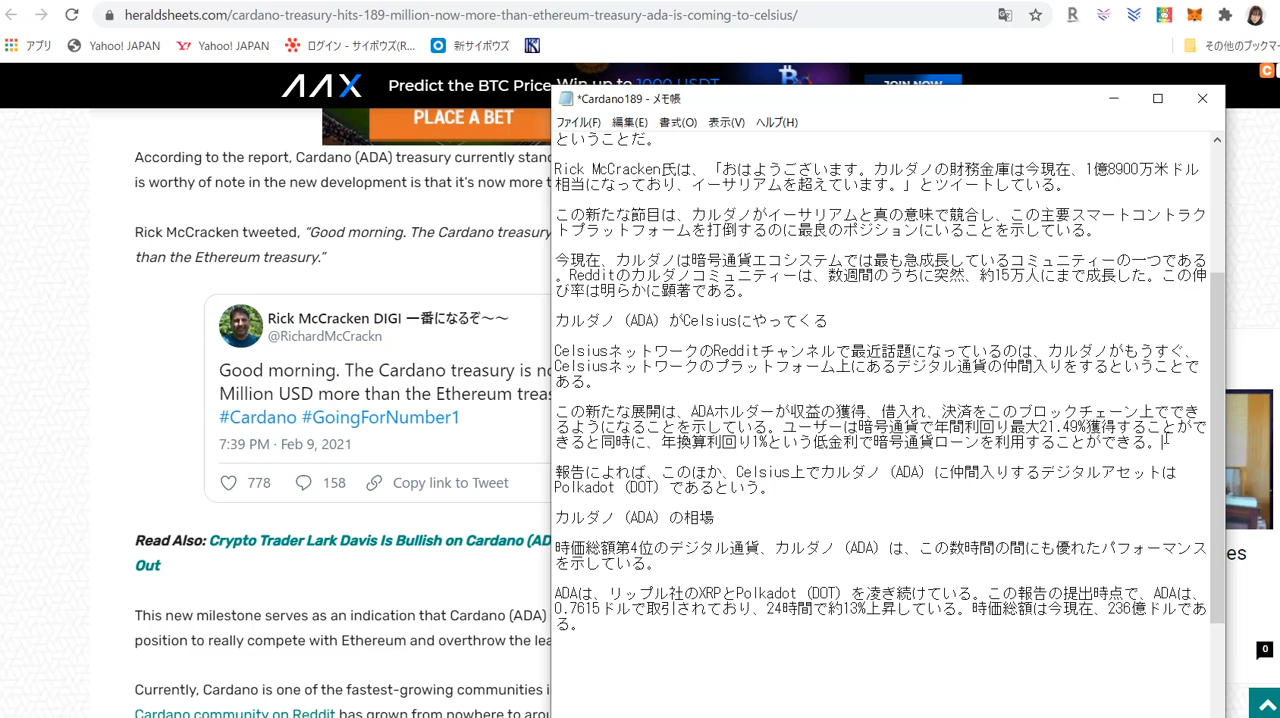 heraldsheets.com/cardano-treasury-hits-189-million-now-more-than-ethereum-treasury-ada-is-coming-to-celsius/
アプリ
Yahoo! JAPAN
Yahoo! JAPAN
ログイン - サイボウズ(R...
新サイボウズ
その他のブックマー
AAX
Predict the BTC Price Win up to 1000 USDT
JOIN NOW
PLACE A BET
According to the report, Cardano (ADA) treasury currently stand
is worthy of note in the new development is that it's now more t
Rick McCracken tweeted, "Good morning. The Cardano treasury
than the Ethereum treasury."
Rick McCracken DIGI 一番になるぞ～～
@RichardMcCrackn
Good morning. The Cardano treasury is no
Million USD more than the Ethereum treas
#Cardano #GoingForNumber1
7:39 PM · Feb 9, 2021
778
158
Copy link to Tweet
Read Also: Crypto Trader Lark Davis Is Bullish on Cardano (AD
Out
This new milestone serves as an indication that Cardano (ADA)
position to really compete with Ethereum and overthrow the lea
Currently, Cardano is one of the fastest-growing communities i
Cardano community on Reddit has grown from nowhere to arou
*Cardano189 - メモ帳
ファイル(F) 編集(E) 書式(O) 表示(V) ヘルプ(H)
ということだ。
Rick McCracken氏は、「おはようございます。カルダノの財務金庫は今現在、1億8900万米ドル
相当になっており、イーサリアムを超えています。」とツイートしている。
この新たな節目は、カルダノがイーサリアムと真の意味で競合し、この主要スマートコントラク
トプラットフォームを打倒するのに最良のポジションにいることを示している。
今現在、カルダノは暗号通貨エコシステムでは最も急成長しているコミュニティーの一つである
。Redditのカルダノコミュニティーは、数週間のうちに突然、約15万人にまで成長した。この伸
び率は明らかに顕著である。
カルダノ（ADA）がCelsiusにやってくる
CelsiusネットワークのRedditチャンネルで最近話題になっているのは、カルダノがもうすぐ、
Celsiusネットワークのプラットフォーム上にあるデジタル通貨の仲間入りをするということで
ある。
この新たな展開は、ADAホルダーが収益の獲得、借入れ、決済をこのブロックチェーン上ででき
るようになることを示している。ユーザーは暗号通貨で年間利回り最大21.49%獲得することがで
きると同時に、年換算利回り1%という低金利で暗号通貨ローンを利用することができる。
報告によれば、このほか、Celsius上でカルダノ（ADA）に仲間入りするデジタルアセットは
Polkadot（DOT）であるという。
カルダノ（ADA）の相場
時価総額第4位のデジタル通貨、カルダノ（ADA）は、この数時間の間にも優れたパフォーマンス
を示している。
ADAは、リップル社のXRPとPolkadot（DOT）を凌ぎ続けている。この報告の提出時点で、ADAは、
0.7615ドルで取引されており、24時間で約13%上昇している。時価総額は今現在、236億ドルであ
る。
es
0